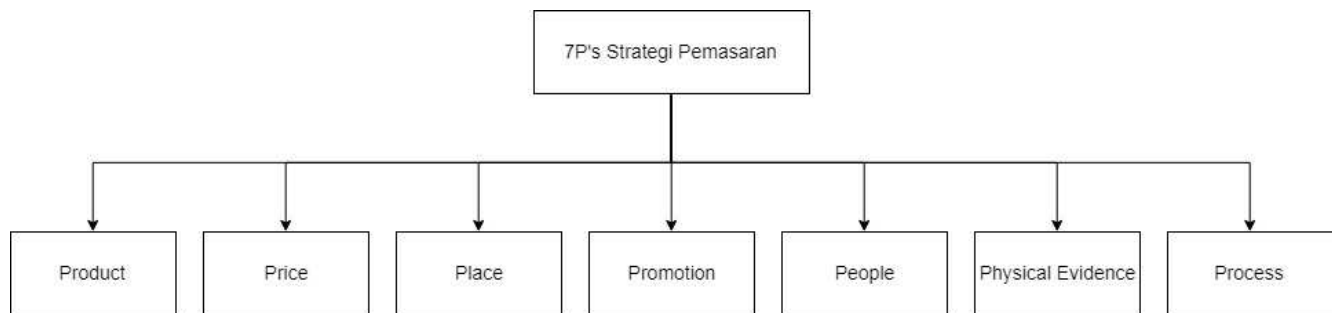 7P's Strategi Pemasaran
Product
Price
Place
Promotion
People
Physical Evidence
Process